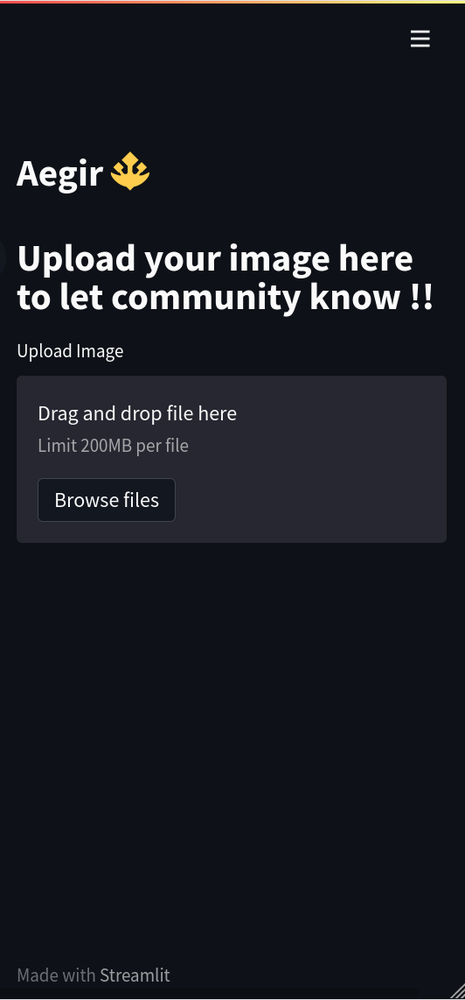 Aegir 🔱
Upload your image here
to let community know !!
Upload Image
Drag and drop file here
Limit 200MB per file
Browse files
Made with Streamlit